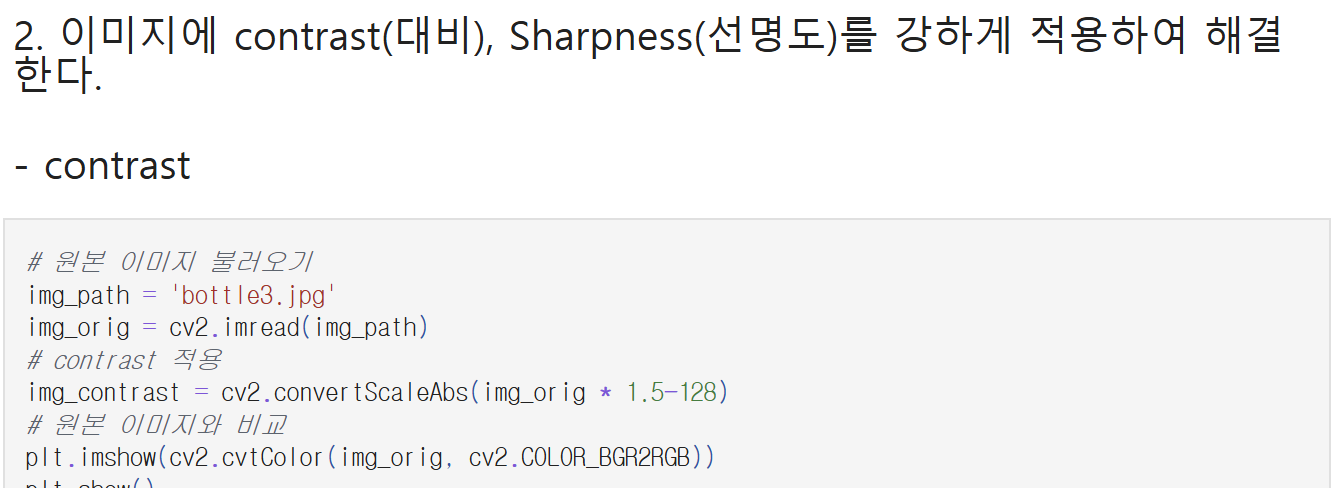 2. 이미지에 contrast(대비), Sharpness(선명도)를 강하게 적용하여 해결
한다.
- contrast
# 원본 이미지 불러오기
img_path = 'bottle3.jpg'
img_orig = cv2.imread(img_path)
# contrast 적용
img_contrast = cv2.convertScaleAbs(img_orig * 1.5-128)
# 원본 이미지와 비교
plt.imshow(cv2.cvtColor(img_orig, cv2.COLOR_BGR2RGB))
plt.show()